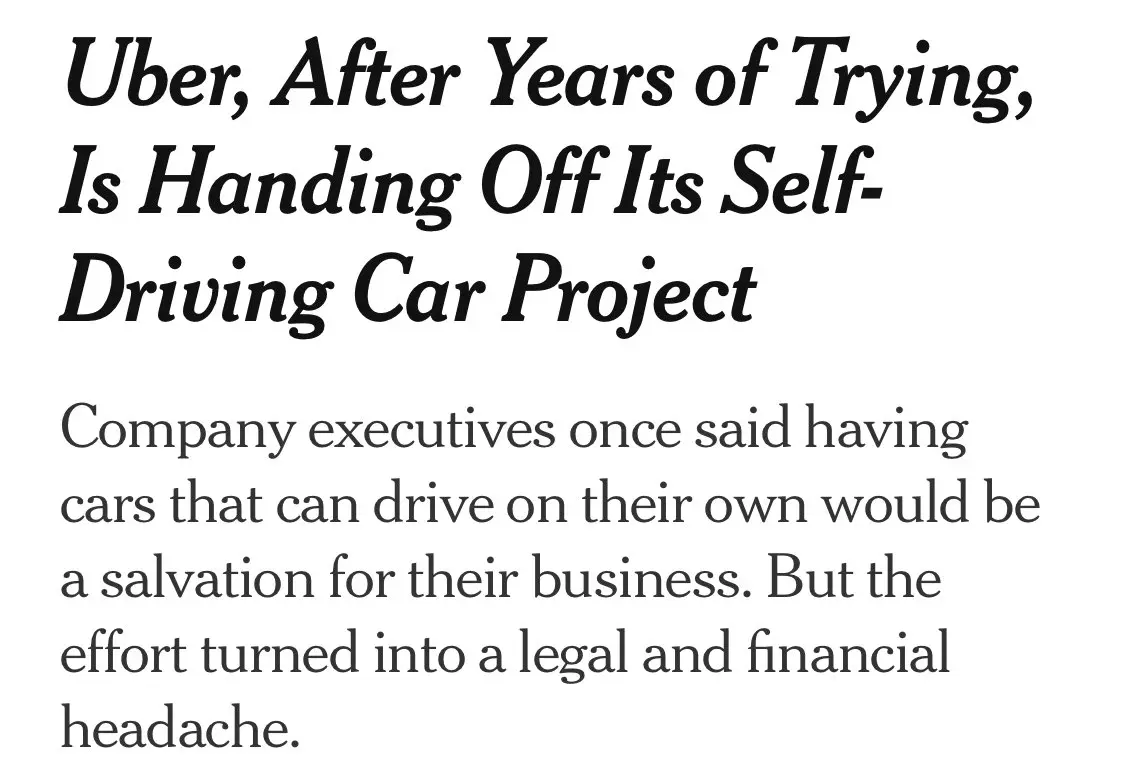 Uber, After Years of Trying,
Is Handing Off Its Self-
Driving Car Project
Company executives once said having
cars that can drive on their own would be
a salvation for their business. But the
effort turned into a legal and financial
headache.